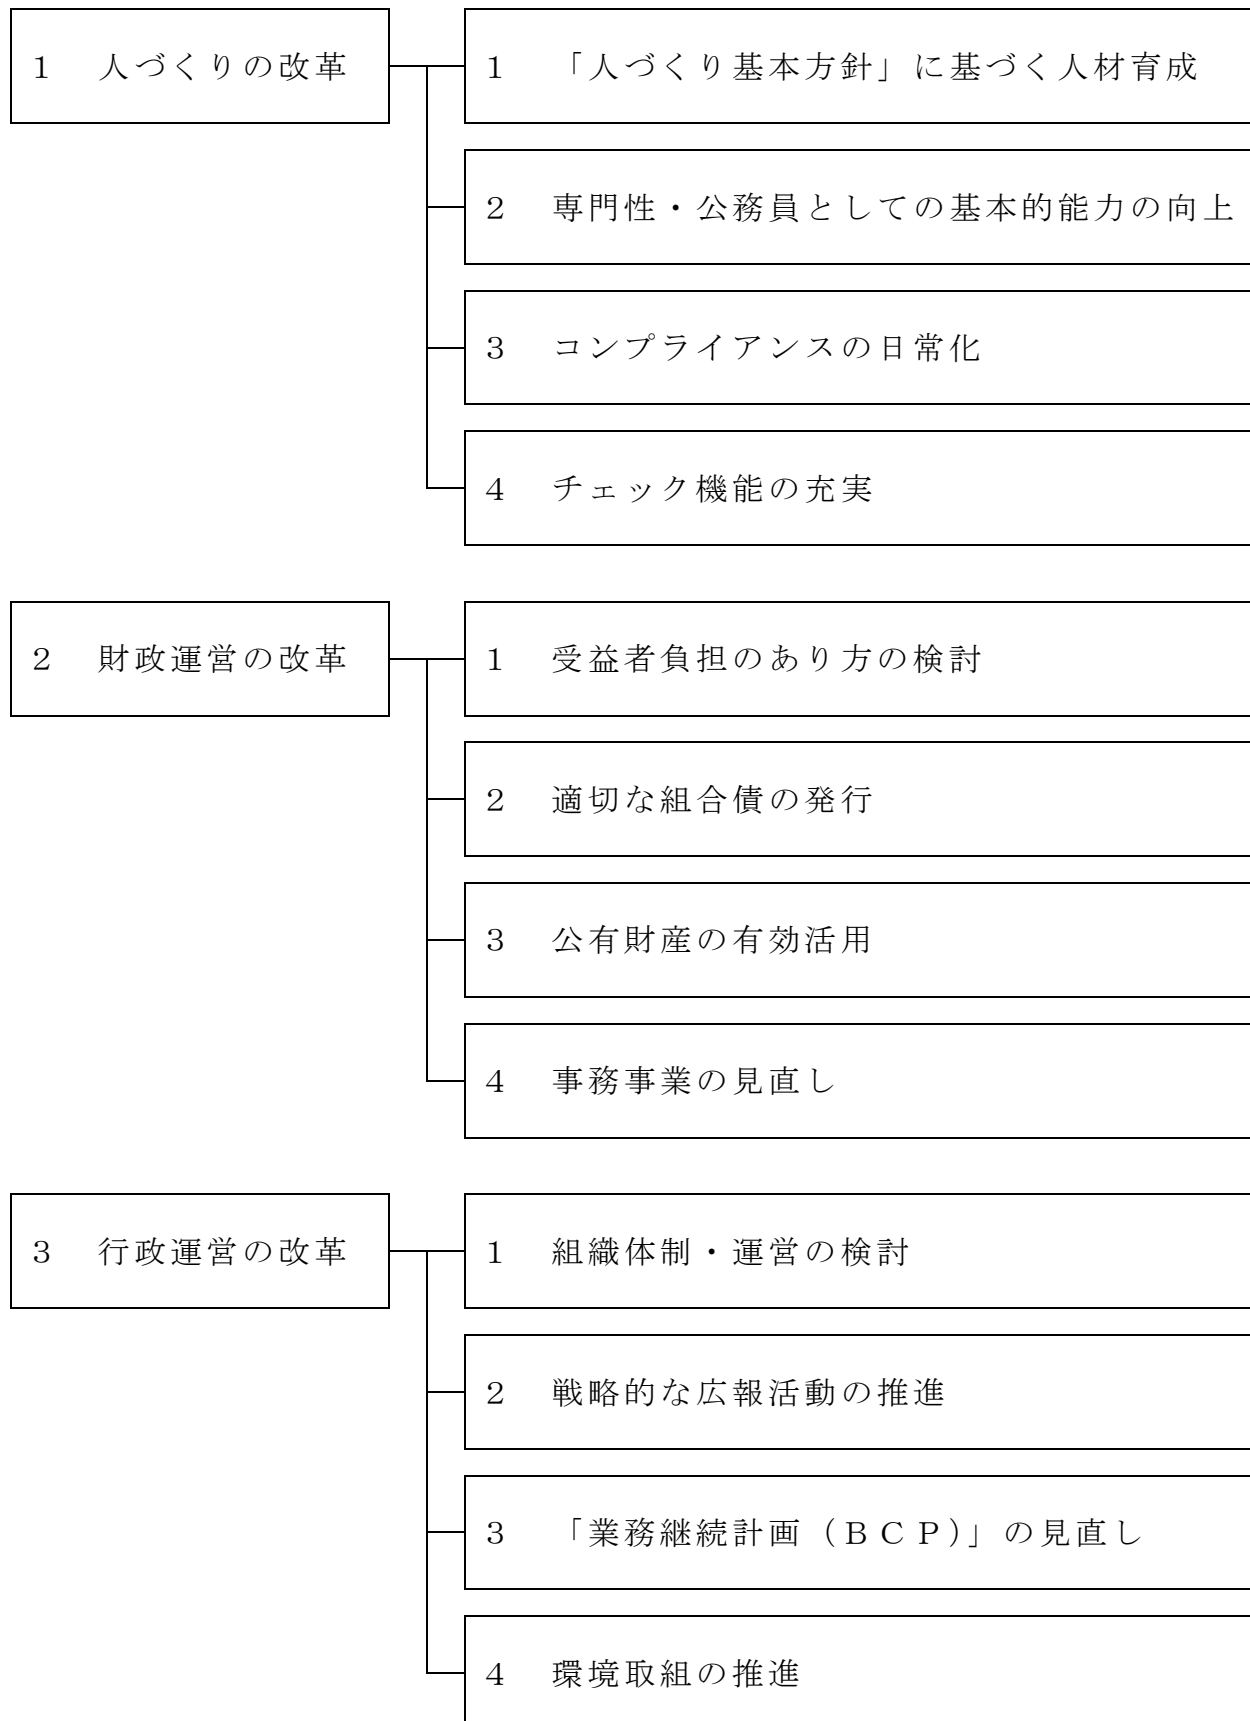 １　人づくりの改革
１　「人づくり基本方針」に基づく人材育成
２　専門性・公務員としての基本的能力の向上
３　コンプライアンスの日常化
４　チェック機能の充実
２　財政運営の改革
１　受益者負担のあり方の検討
２　適切な組合債の発行
３　公有財産の有効活用
４　事務事業の見直し
３　行政運営の改革
１　組織体制・運営の検討
２　戦略的な広報活動の推進
３　「業務継続計画（ＢＣＰ）」の見直し
４　環境取組の推進